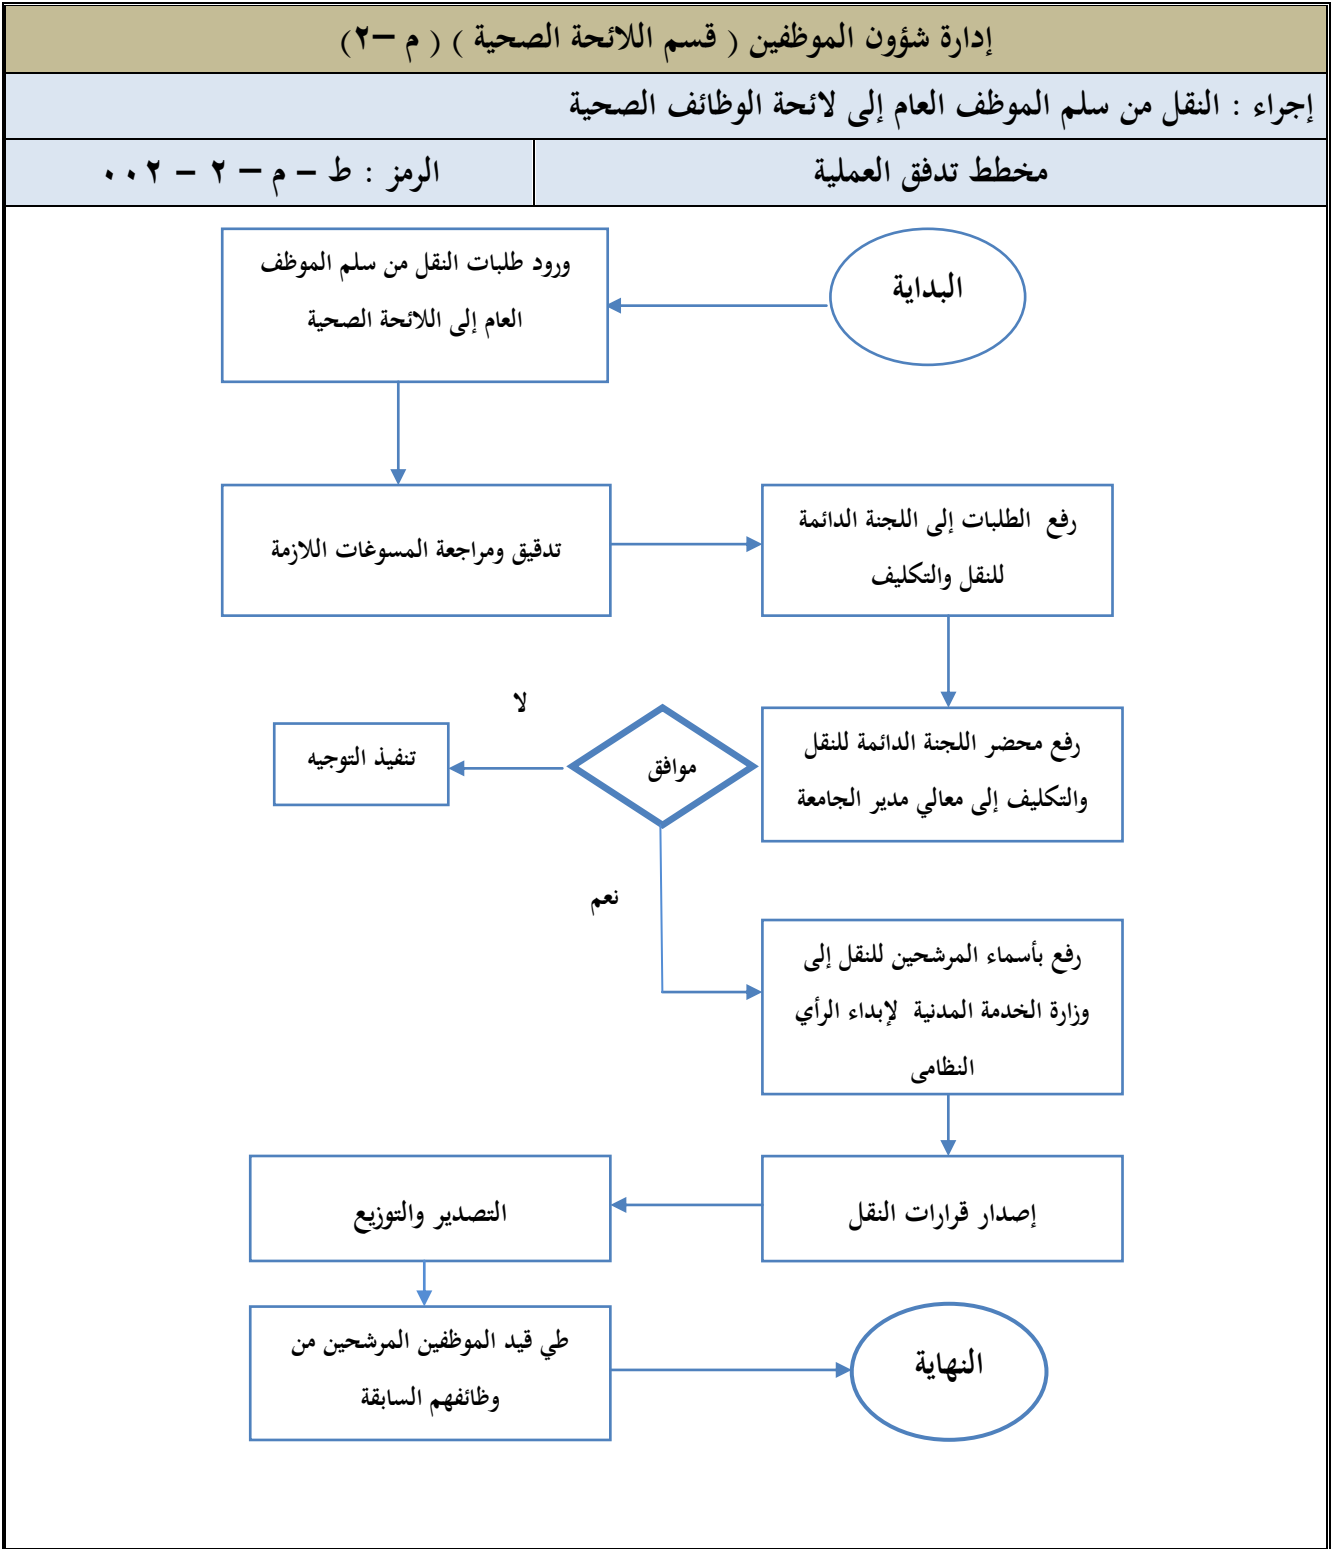 إدارة شؤون الموظفين ( قسم اللائحة الصحية ) ( م –٢)
إجراء : النقل من سلم الموظف العام إلى لائحة الوظائف الصحية
مخطط تدفق العملية
الرمز : ط – م – ٢ – ٠٠٢
البداية
ورود طلبات النقل من سلم الموظف
العام إلى اللائحة الصحية
تدقيق ومراجعة المسوغات اللازمة
رفع الطلبات إلى اللجنة الدائمة
للنقل والتكليف
رفع محضر اللجنة الدائمة للنقل
والتكليف إلى معالي مدير الجامعة
موافق
لا
تنفيذ التوجيه
نعم
رفع بأسماء المرشحين للنقل إلى
وزارة الخدمة المدنية لإبداء الرأي
النظامى
إصدار قرارات النقل
التصدير والتوزيع
طي قيد الموظفين المرشحين من
وظائفهم السابقة
النهاية